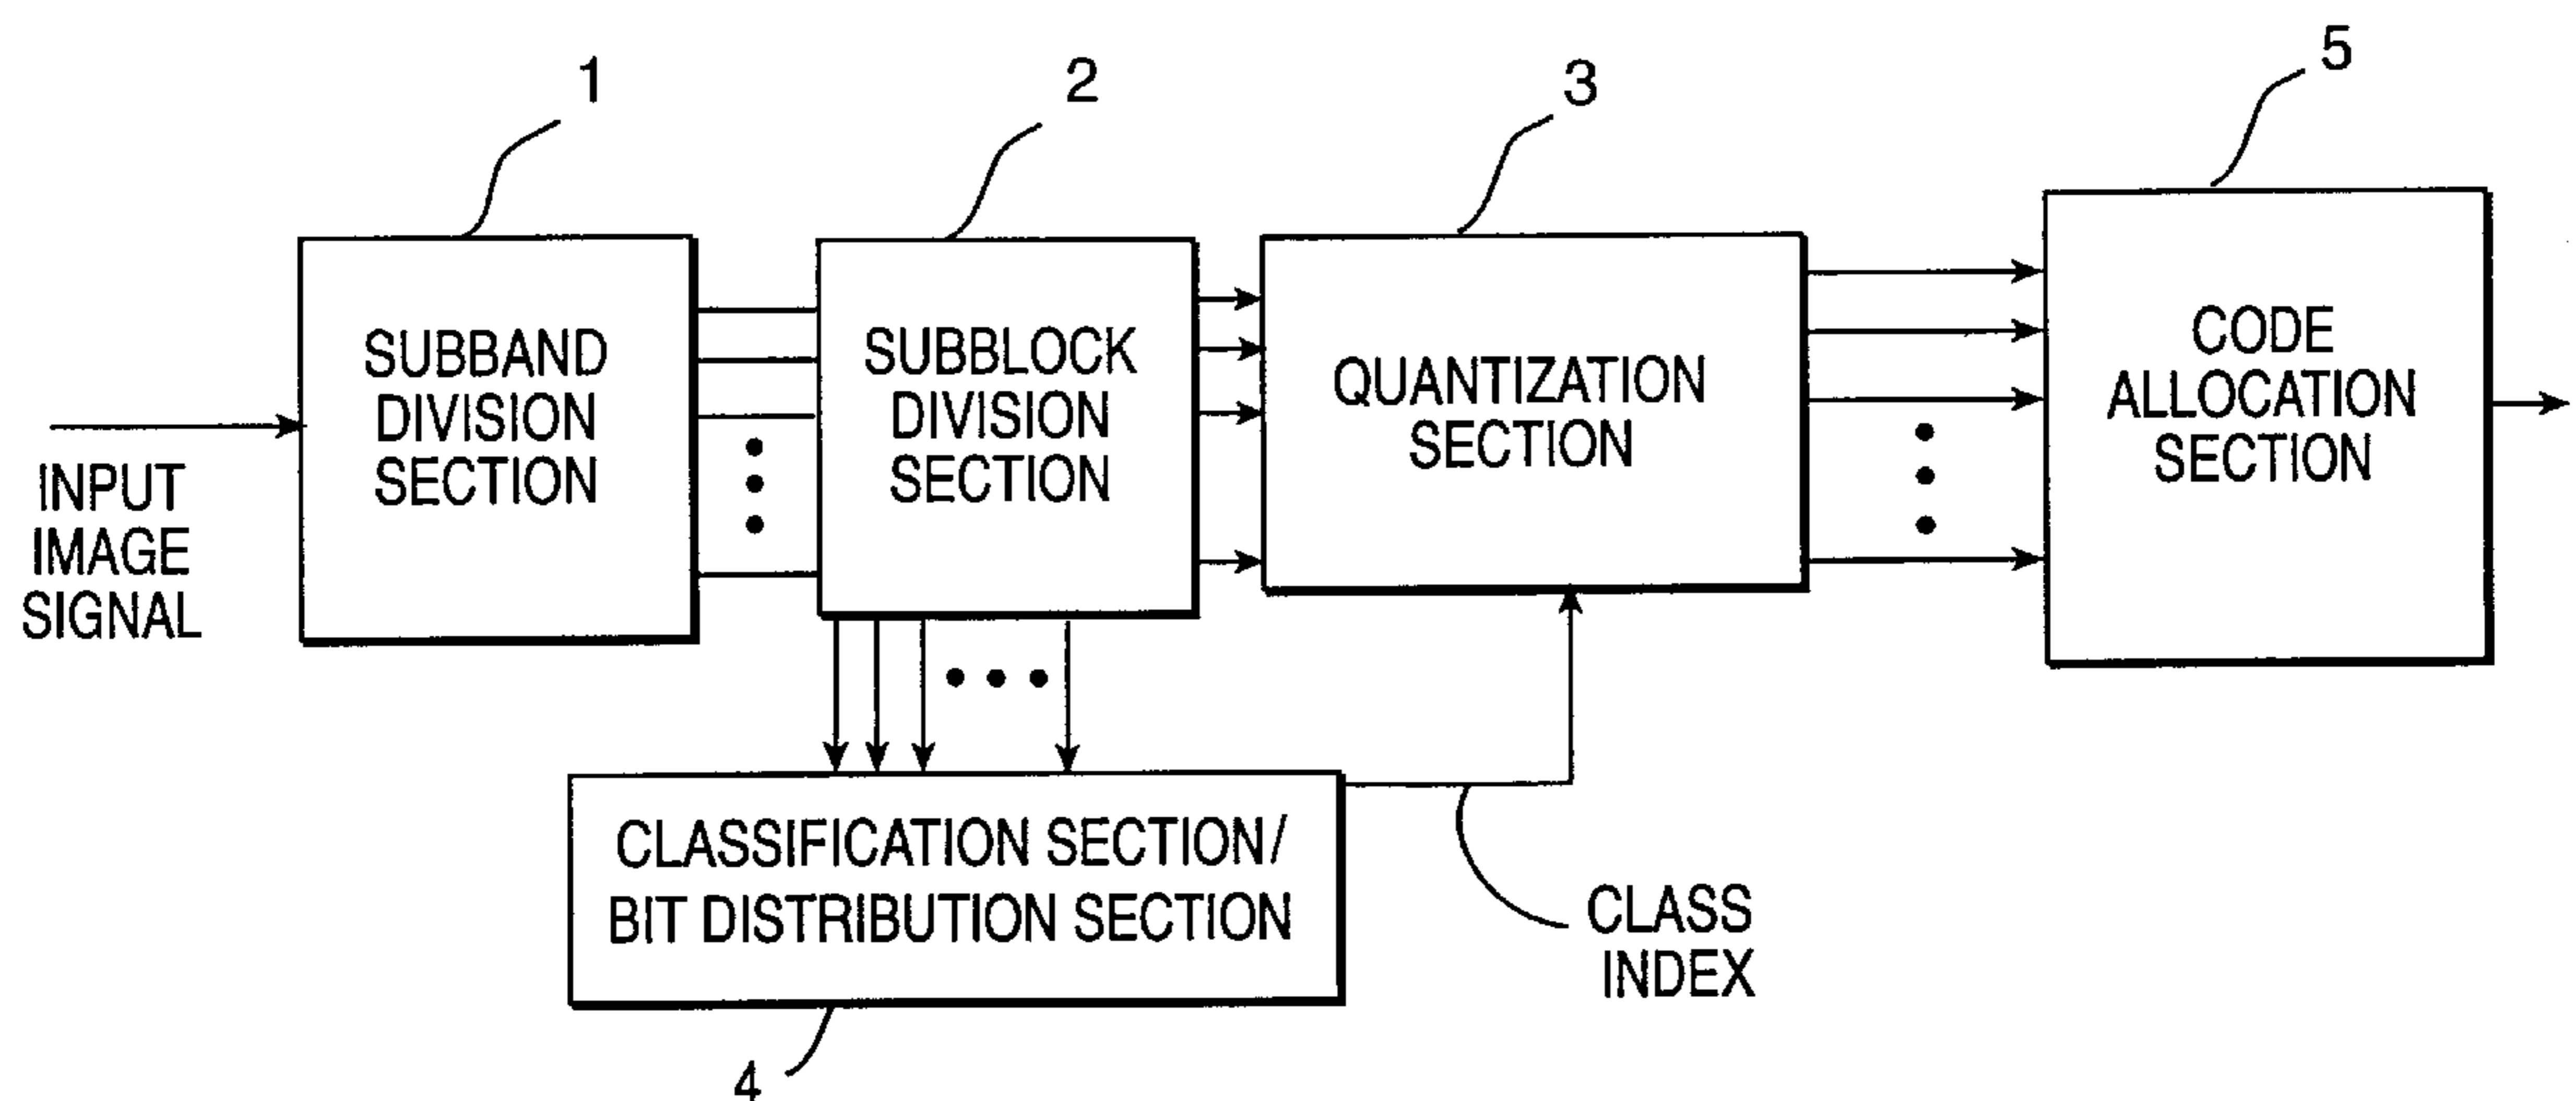 1
2
3
5
SUBBAND
DIVISION
SECTION
SUBBLOCK
DIVISION
SECTION
QUANTIZATION
SECTION
CODE
ALLOCATION
SECTION
INPUT
IMAGE
SIGNAL
CLASSIFICATION SECTION/
BIT DISTRIBUTION SECTION
CLASS
INDEX
4